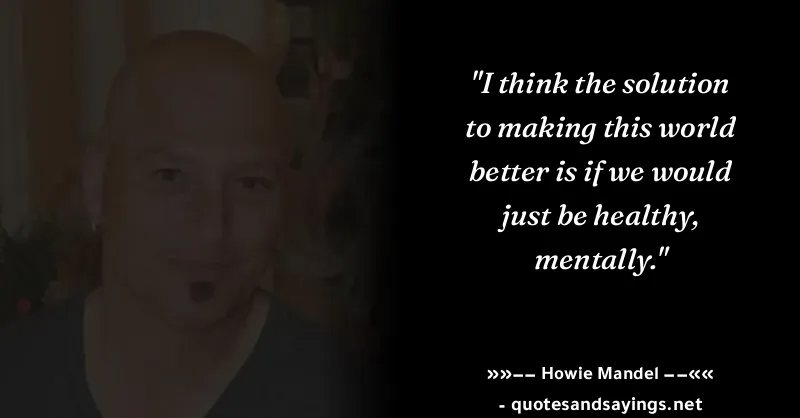 "I think the solution
to making this world
better is if we would
just be healthy,
mentally."
»»−− Howie Mandel −−««
- quotesandsayings.net